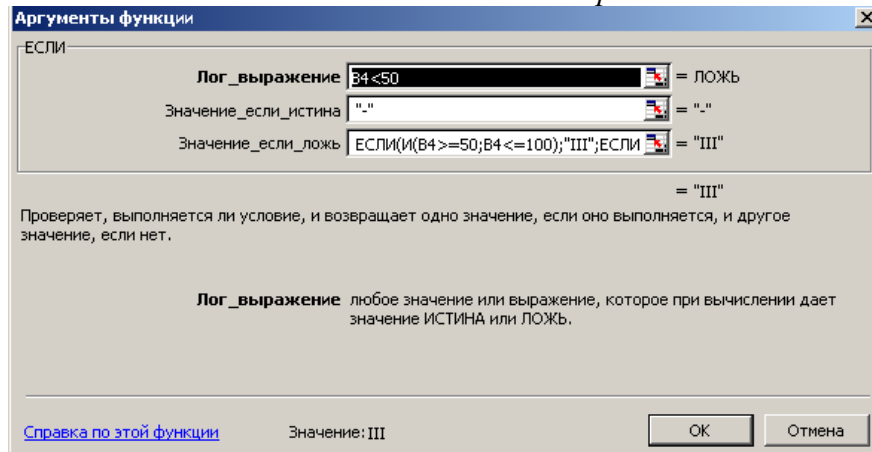 Аргументы функции
ЕСЛИ
Лог_выражение B4<50 = ЛОЖЬ
Значение_если_истина "-" = "-"
Значение_если_ложь ЕСЛИ(И(B4>=50;B4<=100);"III";ЕСЛИ = "III"
= "III"
Проверяет, выполняется ли условие, и возвращает одно значение, если оно выполняется, и другое
значение, если нет.
Лог_выражение любое значение или выражение, которое при вычислении дает
значение ИСТИНА или ЛОЖЬ.
Справка по этой функции Значение:III ОК Отмена